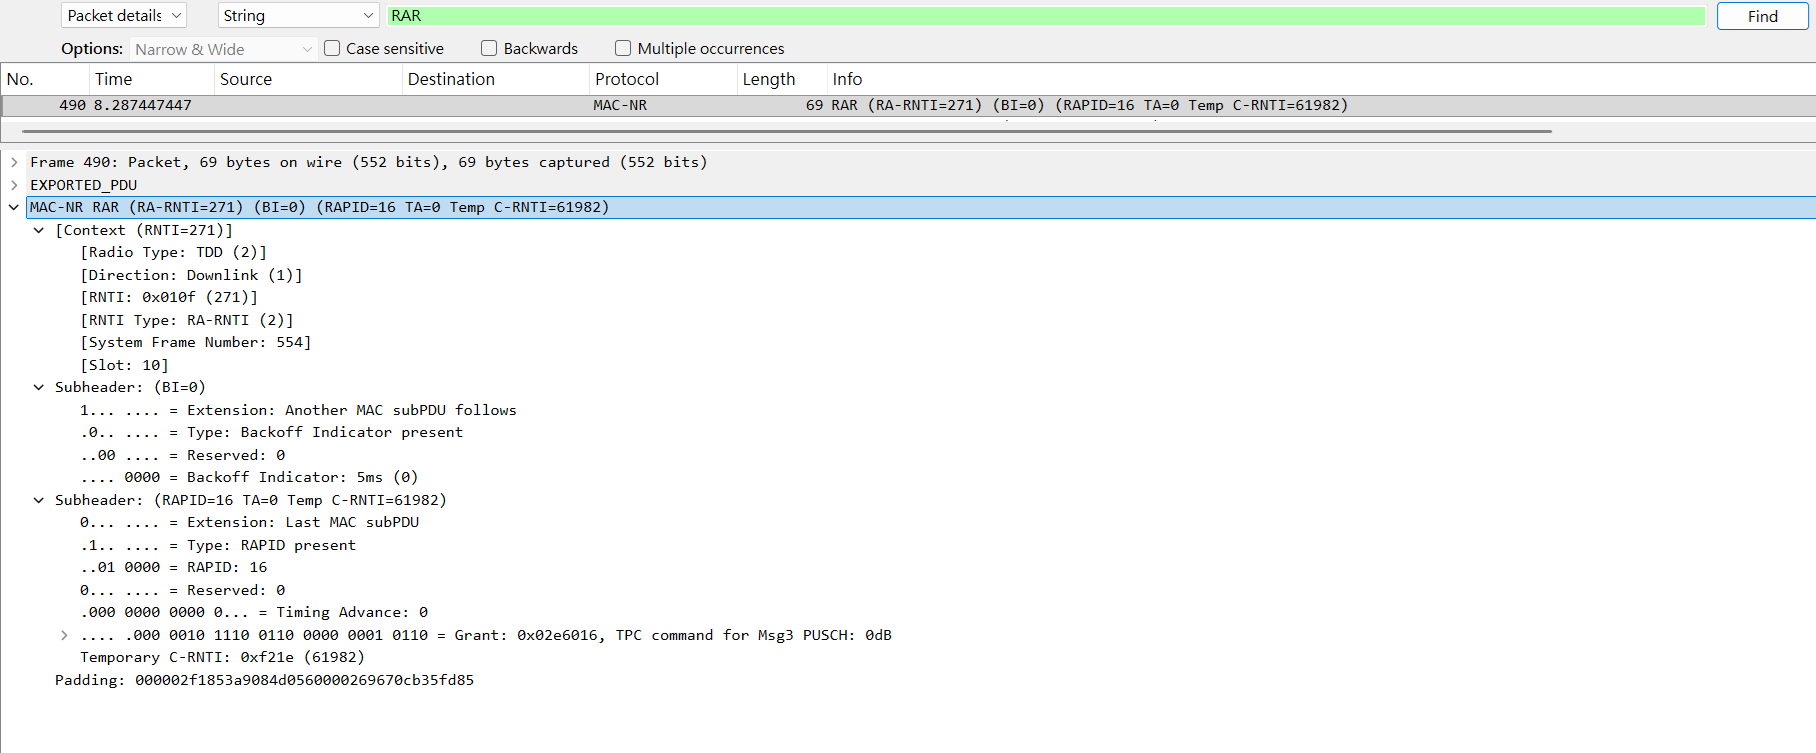 Packet details String RAR Find
Options: Narrow & Wide Case sensitive Backwards Multiple occurrences
No. Time Source Destination Protocol Length Info
490 8.287447447 MAC-NR 69 RAR (RA-RNTI=271) (BI=0) (RAPID=16 TA=0 Temp C-RNTI=61982)
Frame 490: Packet, 69 bytes on wire (552 bits), 69 bytes captured (552 bits)
EXPORTED_PDU
MAC-NR RAR (RA-RNTI=271) (BI=0) (RAPID=16 TA=0 Temp C-RNTI=61982)
[Context (RNTI=271)]
[Radio Type: TDD (2)]
[Direction: Downlink (1)]
[RNTI: 0x010f (271)]
[RNTI Type: RA-RNTI (2)]
[System Frame Number: 554]
[Slot: 10]
Subheader: (BI=0)
1... .... = Extension: Another MAC subPDU follows
.0.. .... = Type: Backoff Indicator present
..00 .... = Reserved: 0
.... 0000 = Backoff Indicator: 5ms (0)
Subheader: (RAPID=16 TA=0 Temp C-RNTI=61982)
0... .... = Extension: Last MAC subPDU
.1.. .... = Type: RAPID present
..01 0000 = RAPID: 16
0... .... = Reserved: 0
.000 0000 0000 0... = Timing Advance: 0
.... .000 0010 1110 0110 0000 0001 0110 = Grant: 0x02e6016, TPC command for Msg3 PUSCH: 0dB
Temporary C-RNTI: 0xf21e (61982)
Padding: 000002f1853a9084d0560000269670cb35fd85